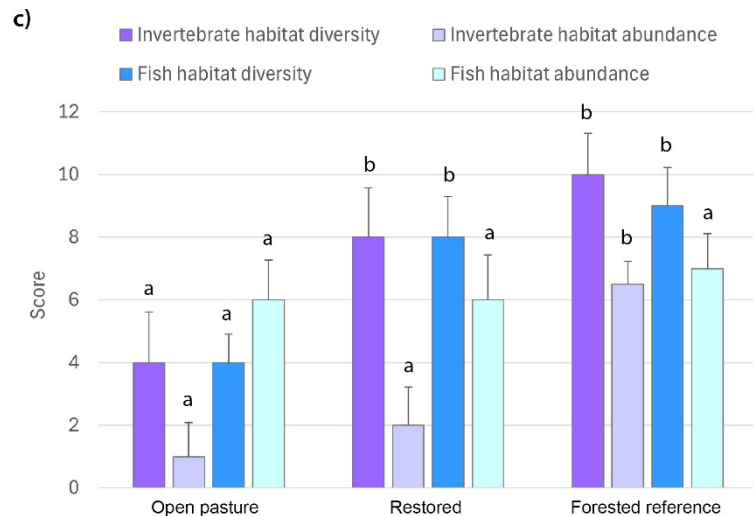 c)
Invertebrate habitat diversity
Invertebrate habitat abundance
Fish habitat diversity
Fish habitat abundance
12
10
8
6
4
2
0
Score
a
a
a
a
b
a
b
a
b
b
b
a
Open pasture
Restored
Forested reference